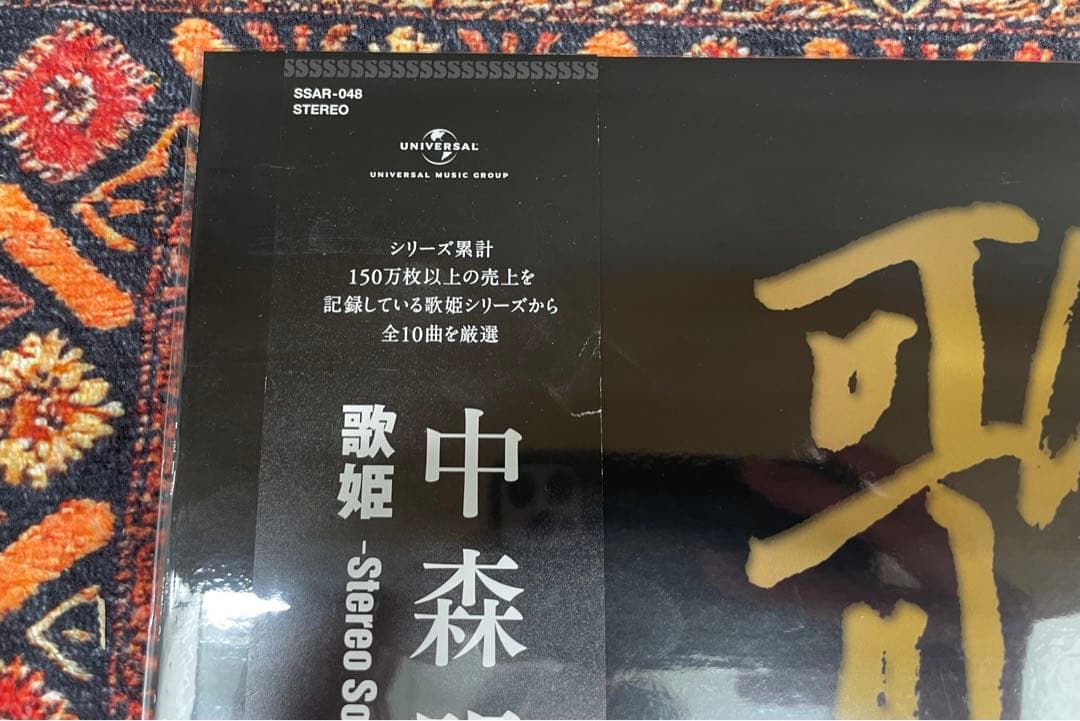 SSSSSSSSSSSSSSSSSSSSSSSS
SSAR-048
STEREO
UNIVERSAL
UNIVERSAL MUSIC GROUP
シリーズ累計
150万枚以上の売上を
記録している歌姫シリーズから
全10曲を厳選
中森
歌姫 -Stereo So